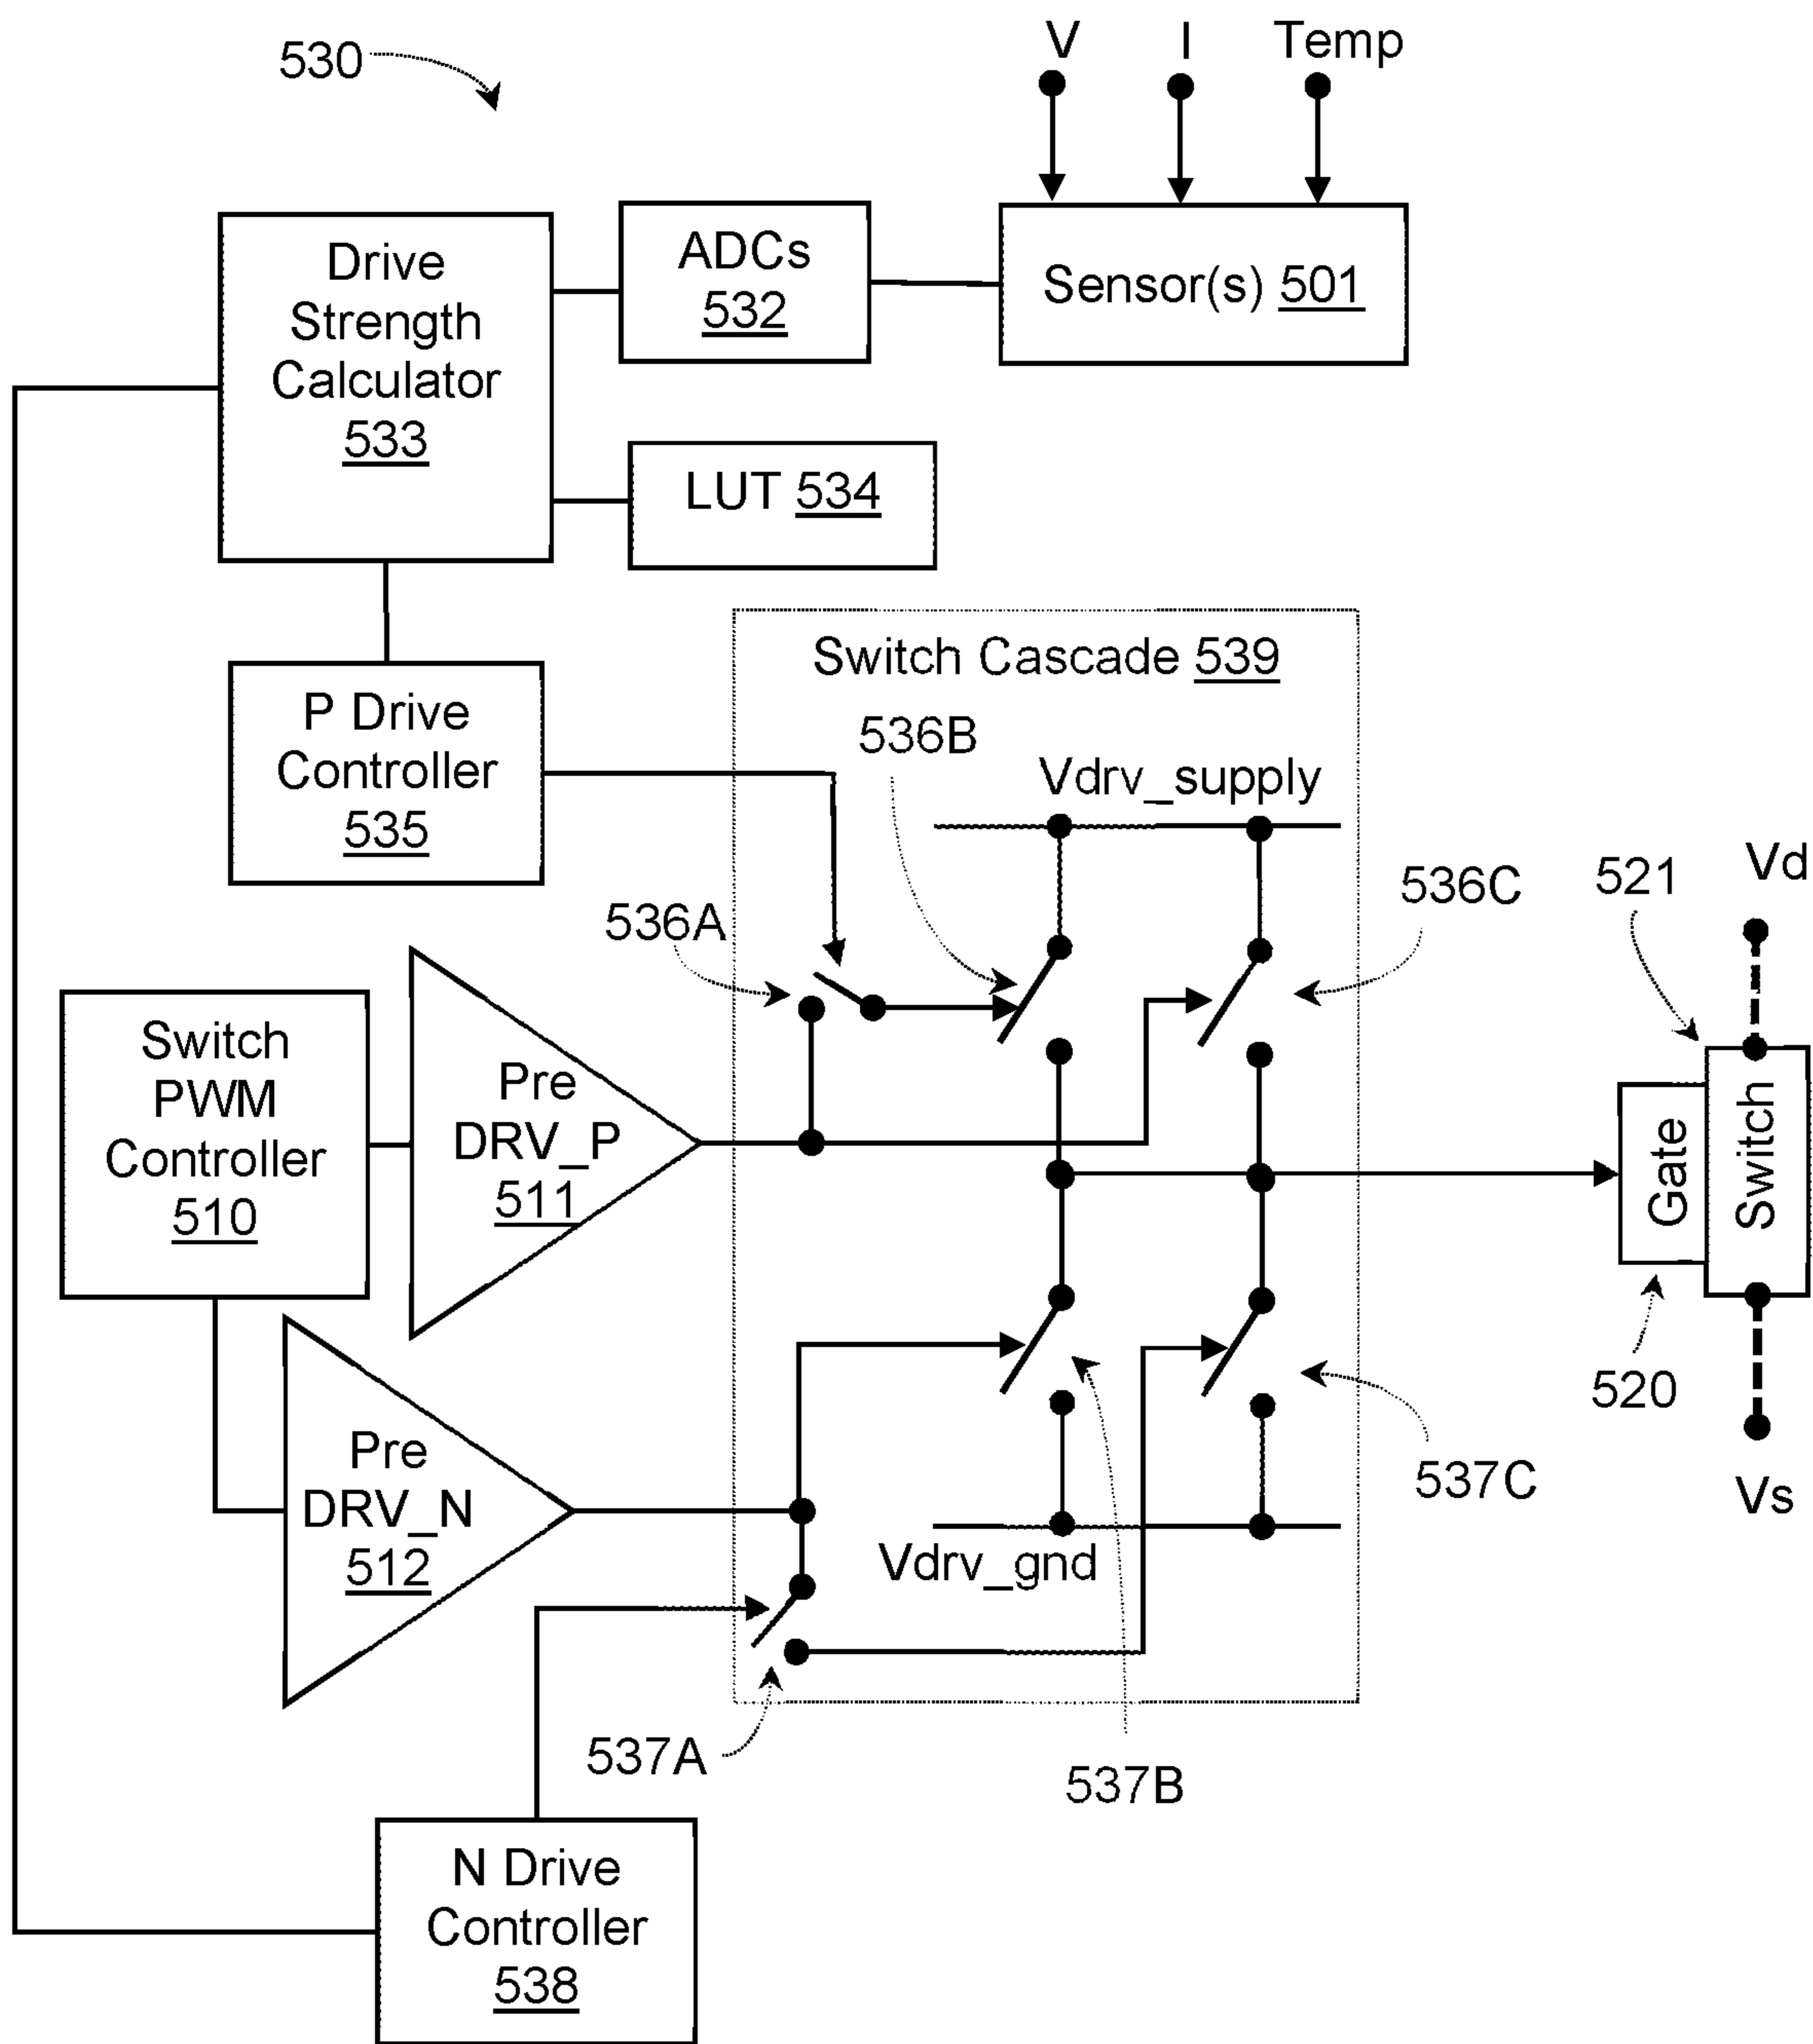 530
V
I
Temp
Drive
Strength
Calculator
533
ADCs
532
Sensor(s) 501
LUT 534
P Drive
Controller
535
Switch Cascade 539
536B
Vdrv_supply
536A
536C
521
Vd
Switch
PWM
Controller
510
Pre
DRV_P
511
Gate
Switch
520
Vs
Pre
DRV_N
512
537C
Vdrv_gnd
537A
537B
N Drive
Controller
538